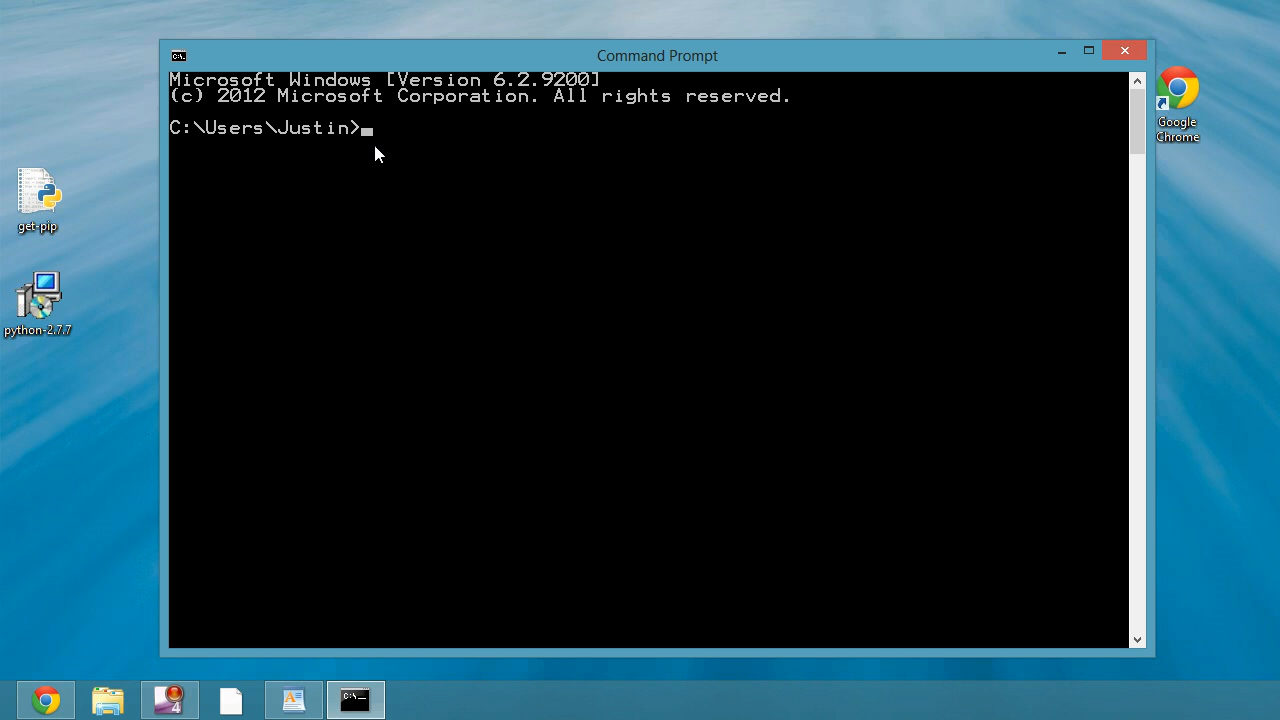 Command Prompt
Microsoft Windows [Version 6.2.9200]
(c) 2012 Microsoft Corporation. All rights reserved.
C:\Users\Justin>
Google
Chrome
get-pip
python-2.7.7
C:\.
4
A
C:\.